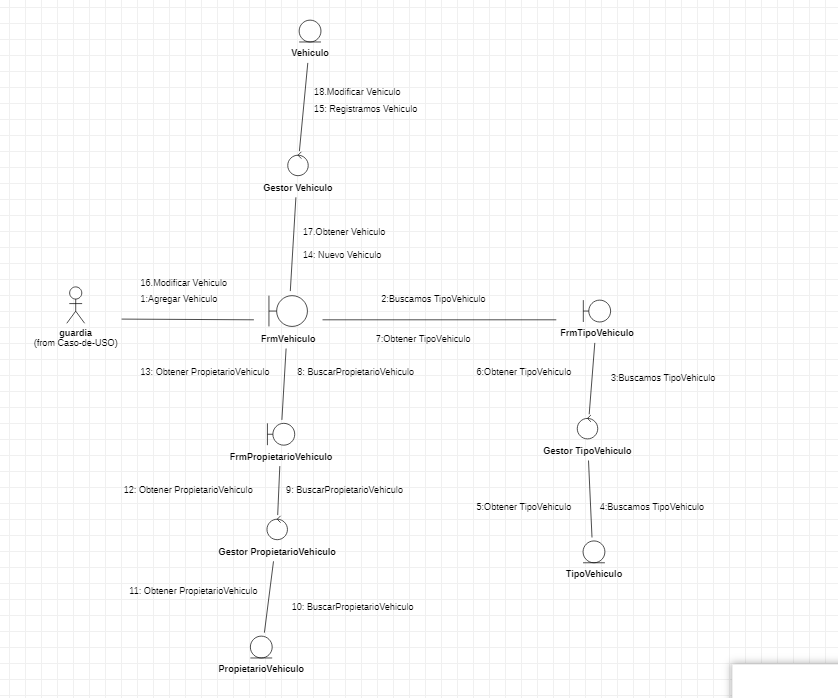 Vehiculo
18.Modificar Vehiculo
15: Registramos Vehiculo
Gestor Vehiculo
17.Obtener Vehiculo
14: Nuevo Vehiculo
16.Modificar Vehiculo
1:Agregar Vehiculo
2:Buscamos TipoVehiculo
guardia
(from Caso-de-USO)
FrmVehiculo
7:Obtener TipoVehiculo
FrmTipoVehiculo
13: Obtener PropietarioVehiculo
8: BuscarPropietarioVehiculo
6:Obtener TipoVehiculo
3:Buscamos TipoVehiculo
FrmPropietarioVehiculo
Gestor TipoVehiculo
12: Obtener PropietarioVehiculo
9: BuscarPropietarioVehiculo
5:Obtener TipoVehiculo
4:Buscamos TipoVehiculo
Gestor PropietarioVehiculo
TipoVehiculo
11: Obtener PropietarioVehiculo
10: BuscarPropietarioVehiculo
PropietarioVehiculo